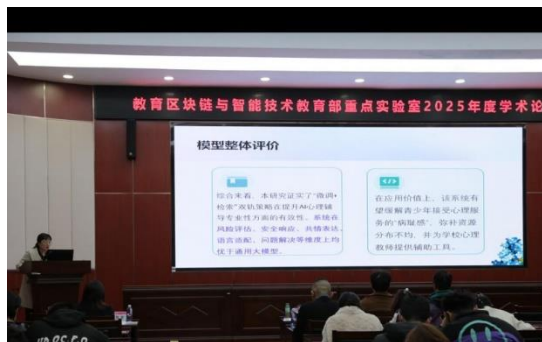 教育区块链与智能技术教育部重点实验室2025年度学术论
模型整体评价
综合来看，本研究证实了“微调+
检索”双轨策略在提升AI心理辅
导专业性方面的有效性。系统在
风险评估、安全响应、共情表达、
语言适配、问题解决等维度上均
优于通用大模型。
</>
在应用价值上，该系统有
望缓解青少年接受心理服
务的“病耻感”，弥补资源
分布不均，并为学校心理
教师提供辅助工具。